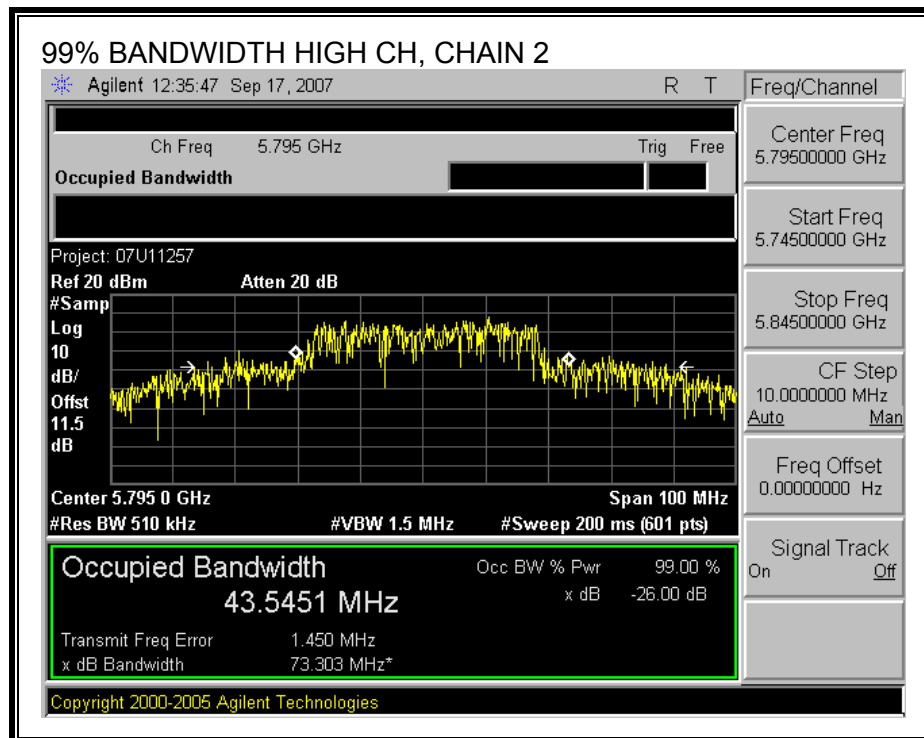 99% BANDWIDTH HIGH CH, CHAIN 2
Agilent 12:35:47 Sep 17, 2007 R T
Freq/Channel
Ch Freq 5.795 GHz Trig Free
Occupied Bandwidth
Center Freq
5.79500000 GHz
Start Freq
5.74500000 GHz
Stop Freq
5.84500000 GHz
CF Step
10.0000000 MHz
Auto Man
Freq Offset
0.00000000 Hz
Signal Track
On Off
Project: 07U11257
Ref 20 dBm Atten 20 dB
#Samp
Log
10
dB/
Offst
11.5
dB
Center 5.795 0 GHz Span 100 MHz
#Res BW 510 kHz #VBW 1.5 MHz #Sweep 200 ms (601 pts)
Occupied Bandwidth Occ BW % Pwr 99.00 %
43.5451 MHz x dB -26.00 dB
Transmit Freq Error 1.450 MHz
x dB Bandwidth 73.303 MHz*
Copyright 2000-2005 Agilent Technologies